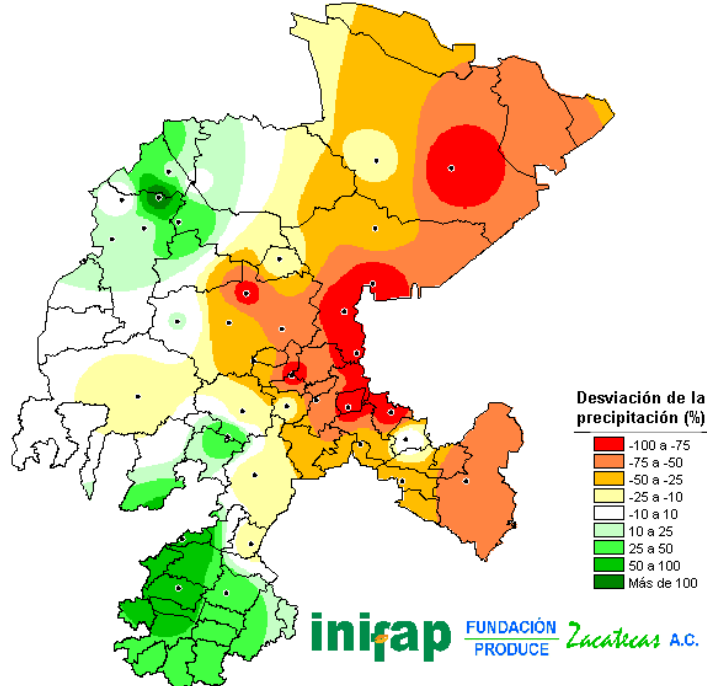 Desviación de la
precipitación (%)
-100 a -75
-75 a -50
-50 a -25
-25 a -10
-10 a 10
10 a 25
25 a 50
50 a 100
Más de 100
inifap
FUNDACIÓN
PRODUCE
Zacatecas A.C.